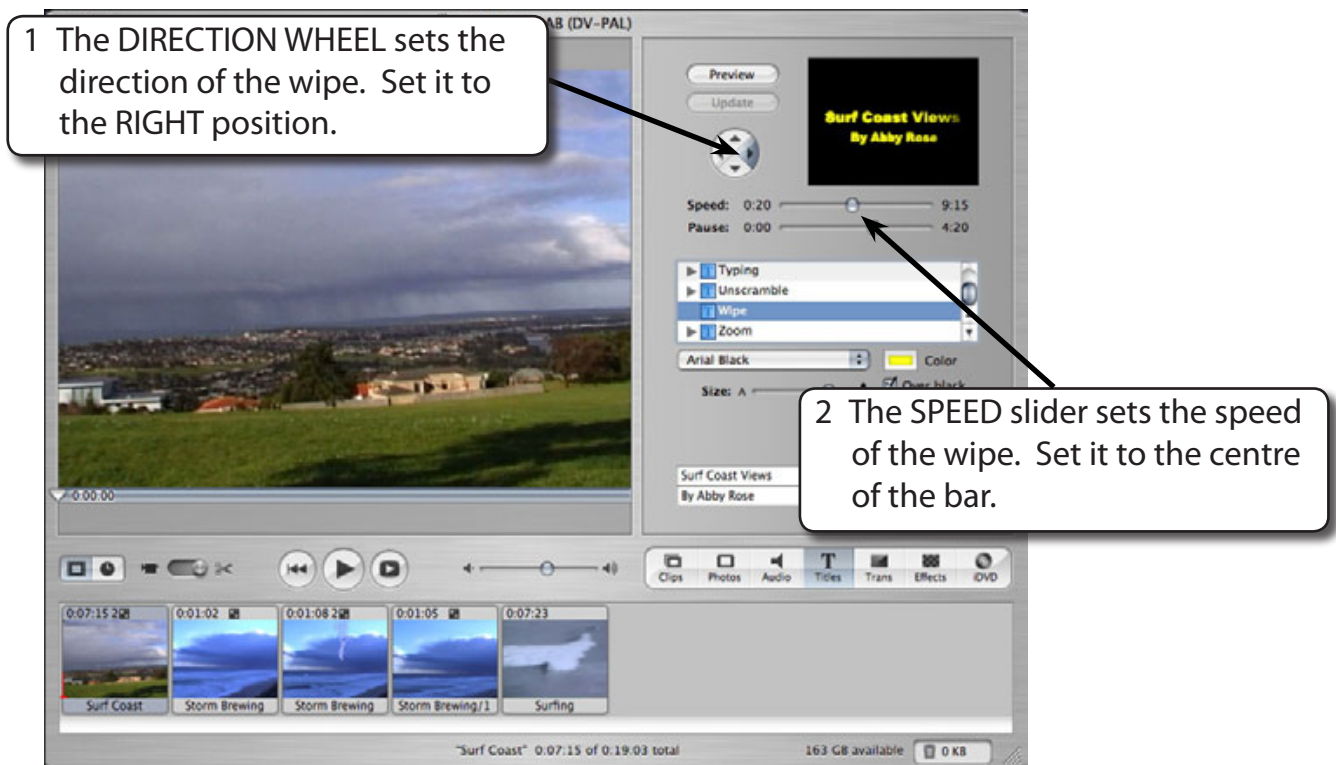 AB (DV-PAL)
1 The DIRECTION WHEEL sets the
direction of the wipe. Set it to
the RIGHT position.
Preview
Update
Surf Coast Views
By Abby Rose
Speed: 0:20 9:15
Pause: 0:00 4:20
Typing
Unscramble
Wipe
Zoom
Arial Black Color
Size: A A Over black
2 The SPEED slider sets the speed
of the wipe. Set it to the centre
of the bar.
Surf Coast Views
By Abby Rose
0:00:00
Clips Photos Audio Titles Trans Effects iDVD
0:07:15 2 0:01:02 0:01:08 2 0:01:05 0:07:23
Surf Coast Storm Brewing Storm Brewing Storm Brewing/1 Surfing
"Surf Coast" 0:07:15 of 0:19:03 total 163 GB available 0 KB